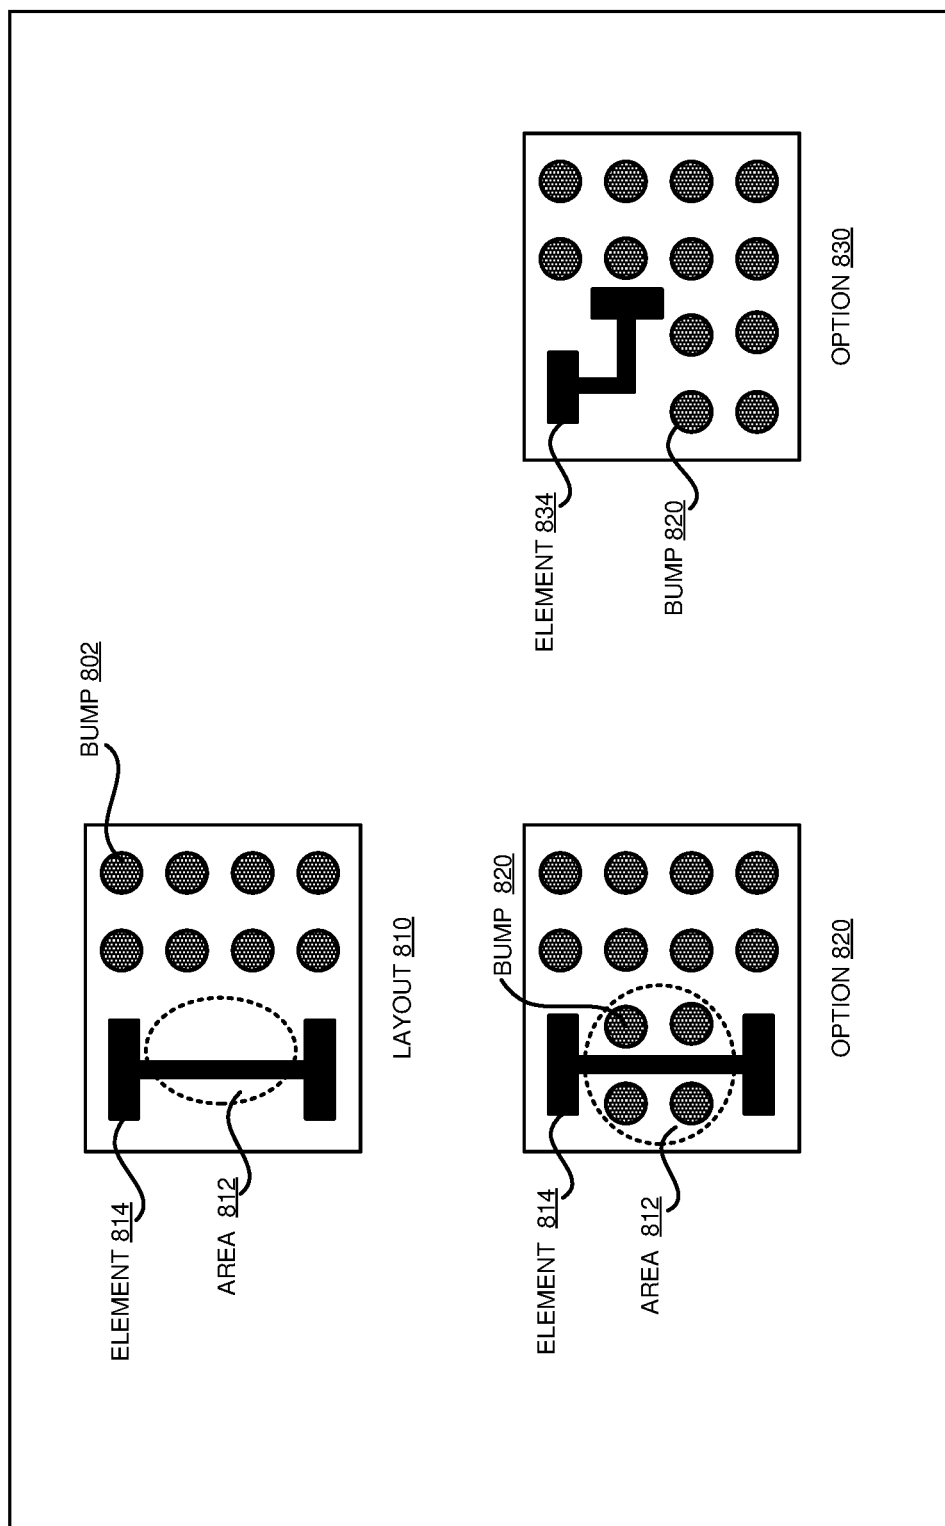 BUMP 802
ELEMENT 814
AREA 812
LAYOUT 810
BUMP 820
ELEMENT 814
AREA 812
OPTION 820
ELEMENT 834
BUMP 820
OPTION 830